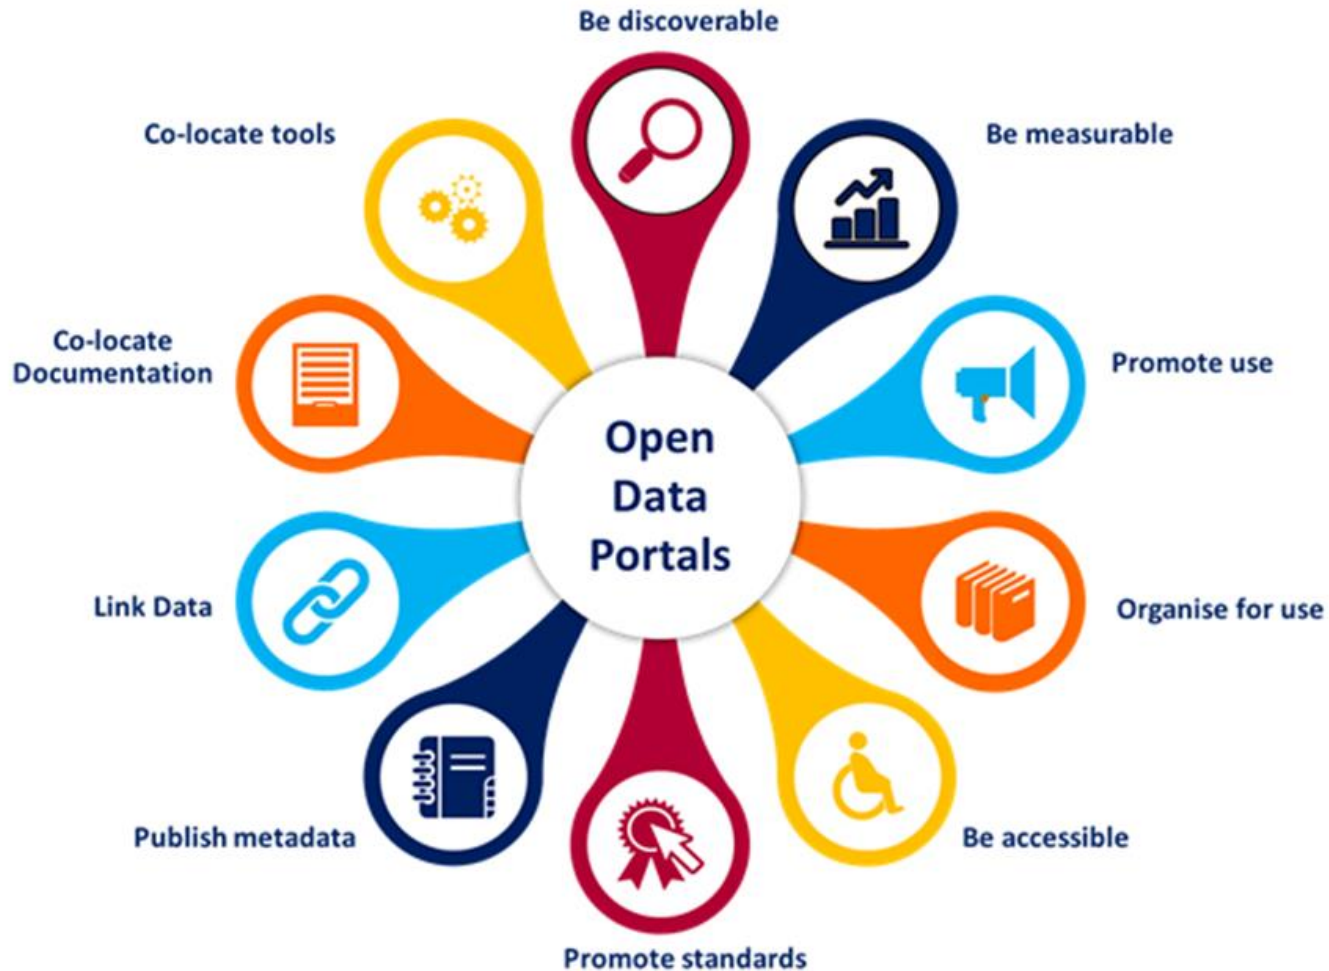 Be discoverable
Co-locate tools
Be measurable
Co-locate
Documentation
Promote use
Open
Data
Portals
Link Data
Organise for use
Publish metadata
Be accessible
Promote standards